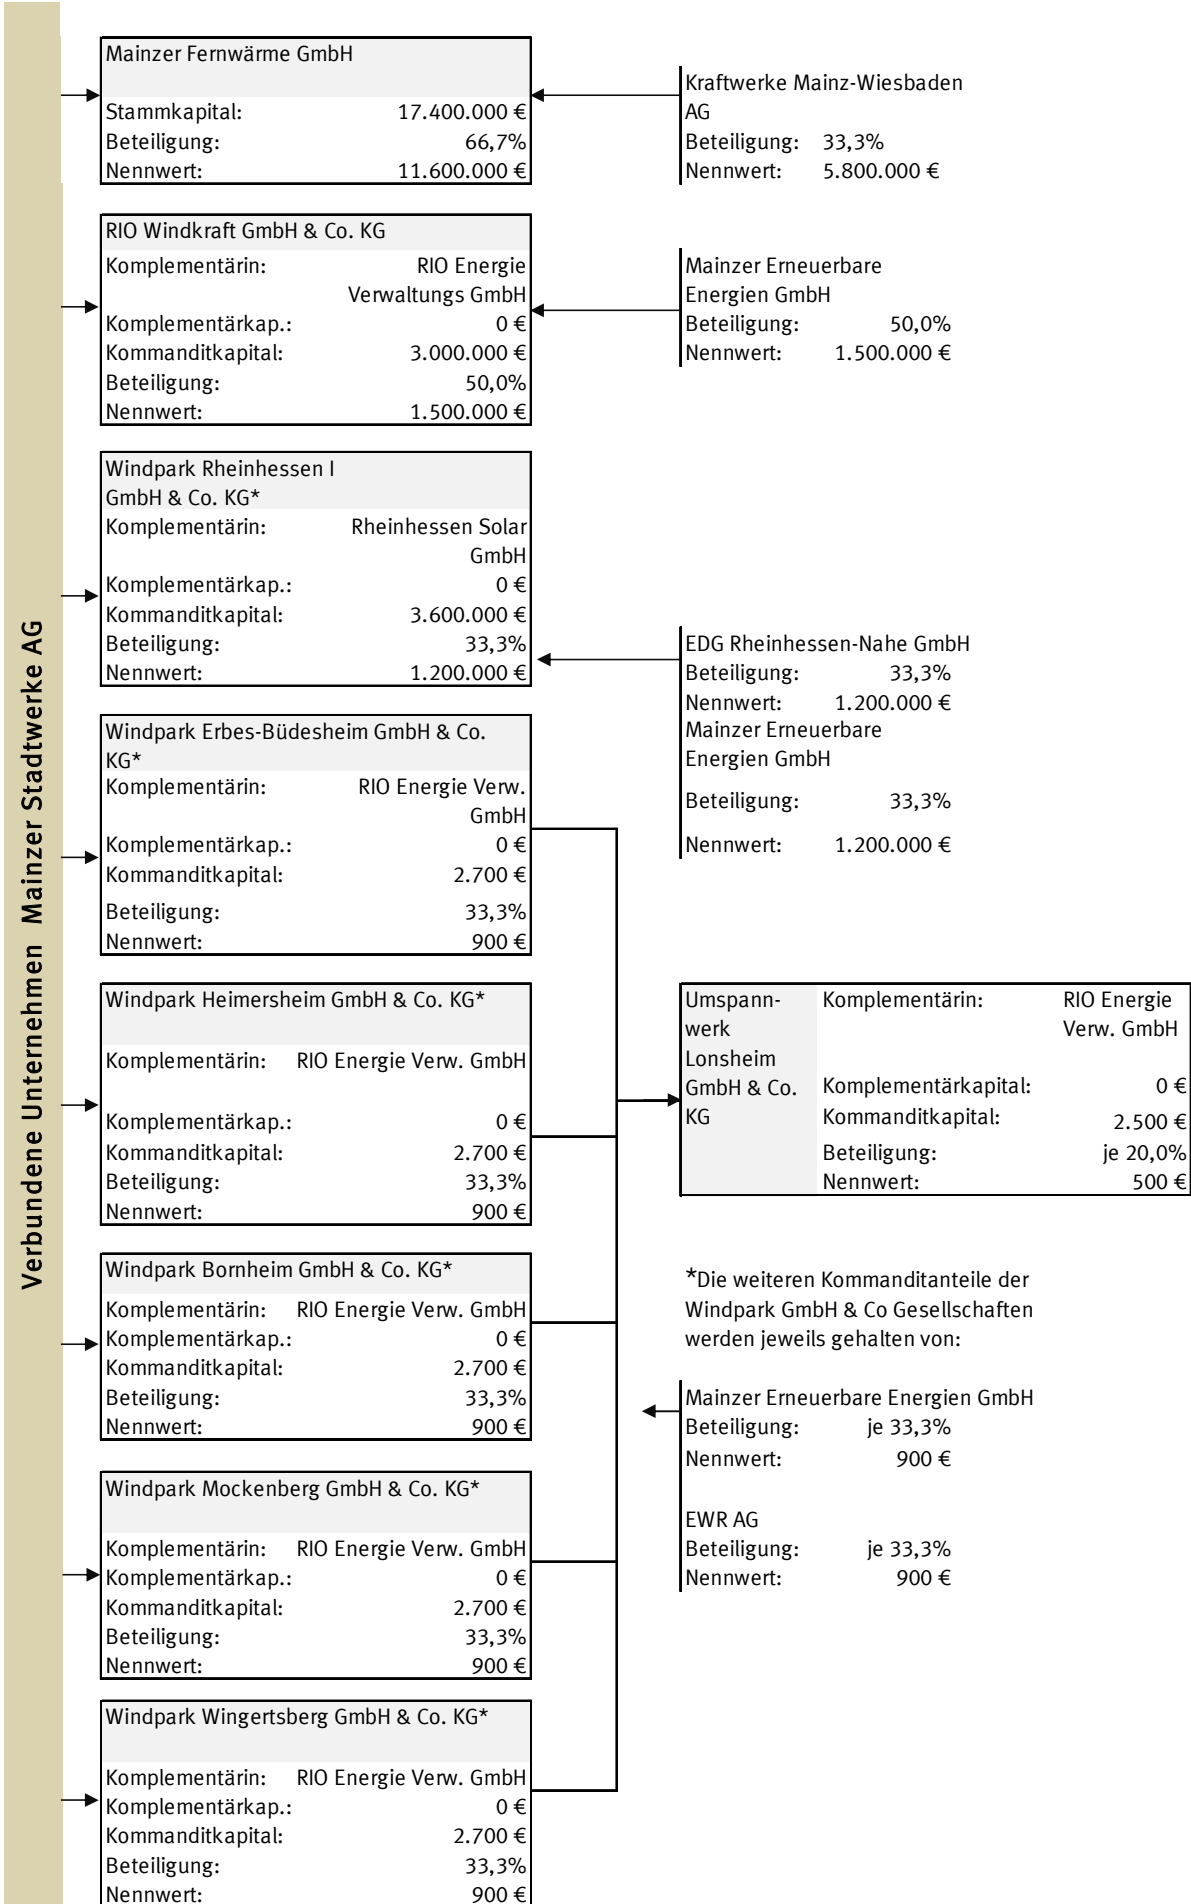 Verbundene Unternehmen Mainzer Stadtwerke AG
Mainzer Fernwärme GmbH
Stammkapital: 17.400.000 €
Beteiligung: 66,7%
Nennwert: 11.600.000 €
Kraftwerke Mainz-Wiesbaden
AG
Beteiligung: 33,3%
Nennwert: 5.800.000 €
RIO Windkraft GmbH & Co. KG
Komplementärin: RIO Energie
Verwaltungs GmbH
Komplementärkap.: 0 €
Kommanditkapital: 3.000.000 €
Beteiligung: 50,0%
Nennwert: 1.500.000 €
Mainzer Erneuerbare
Energien GmbH
Beteiligung: 50,0%
Nennwert: 1.500.000 €
Windpark Rheinhessen I
GmbH & Co. KG*
Komplementärin: Rheinhessen Solar
GmbH
Komplementärkap.: 0 €
Kommanditkapital: 3.600.000 €
Beteiligung: 33,3%
Nennwert: 1.200.000 €
EDG Rheinhessen-Nahe GmbH
Beteiligung: 33,3%
Nennwert: 1.200.000 €
Mainzer Erneuerbare
Energien GmbH
Beteiligung: 33,3%
Nennwert: 1.200.000 €
Windpark Erbes-Büdesheim GmbH & Co.
KG*
Komplementärin: RIO Energie Verw.
GmbH
Komplementärkap.: 0 €
Kommanditkapital: 2.700 €
Beteiligung: 33,3%
Nennwert: 900 €
Windpark Heimersheim GmbH & Co. KG*
Komplementärin: RIO Energie Verw. GmbH
Komplementärkap.: 0 €
Kommanditkapital: 2.700 €
Beteiligung: 33,3%
Nennwert: 900 €
Umspann-
werk
Lonsheim
GmbH & Co.
KG
Komplementärin: RIO Energie
Verw. GmbH
Komplementärkapital: 0 €
Kommanditkapital: 2.500 €
Beteiligung: je 20,0%
Nennwert: 500 €
Windpark Bornheim GmbH & Co. KG*
Komplementärin: RIO Energie Verw. GmbH
Komplementärkap.: 0 €
Kommanditkapital: 2.700 €
Beteiligung: 33,3%
Nennwert: 900 €
*Die weiteren Kommanditanteile der
Windpark GmbH & Co Gesellschaften
werden jeweils gehalten von:
Mainzer Erneuerbare Energien GmbH
Beteiligung: je 33,3%
Nennwert: 900 €
EWR AG
Beteiligung: je 33,3%
Nennwert: 900 €
Windpark Mockenberg GmbH & Co. KG*
Komplementärin: RIO Energie Verw. GmbH
Komplementärkap.: 0 €
Kommanditkapital: 2.700 €
Beteiligung: 33,3%
Nennwert: 900 €
Windpark Wingertsberg GmbH & Co. KG*
Komplementärin: RIO Energie Verw. GmbH
Komplementärkap.: 0 €
Kommanditkapital: 2.700 €
Beteiligung: 33,3%
Nennwert: 900 €